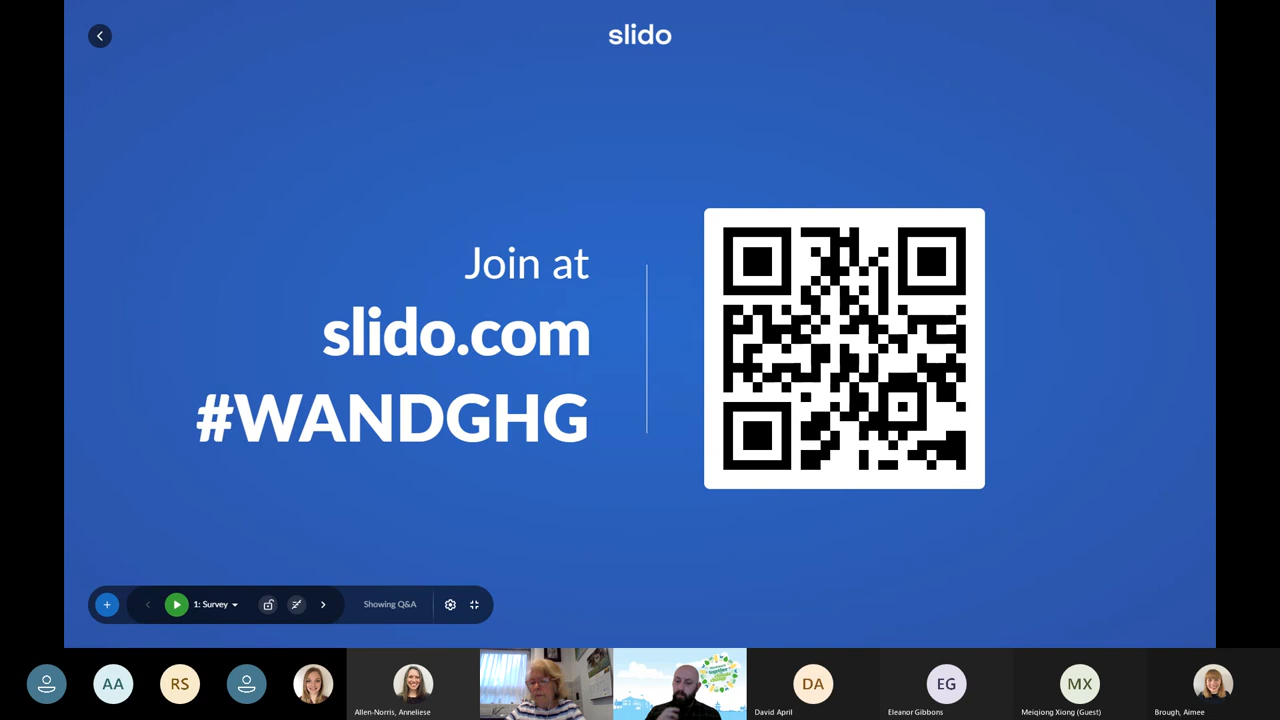 slido
Join at
slido.com
#WANDGHG
1: Survey
Showing Q&A
AA
RS
DA
EG
MX
Allen-Norris, Anneliese
David April
Eleanor Gibbons
Meiqiong Xiong (Guest)
Brough, Aimee